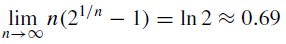 lim n(2^{1/n} − 1) = ln 2 ≈ 0.69
n→∞